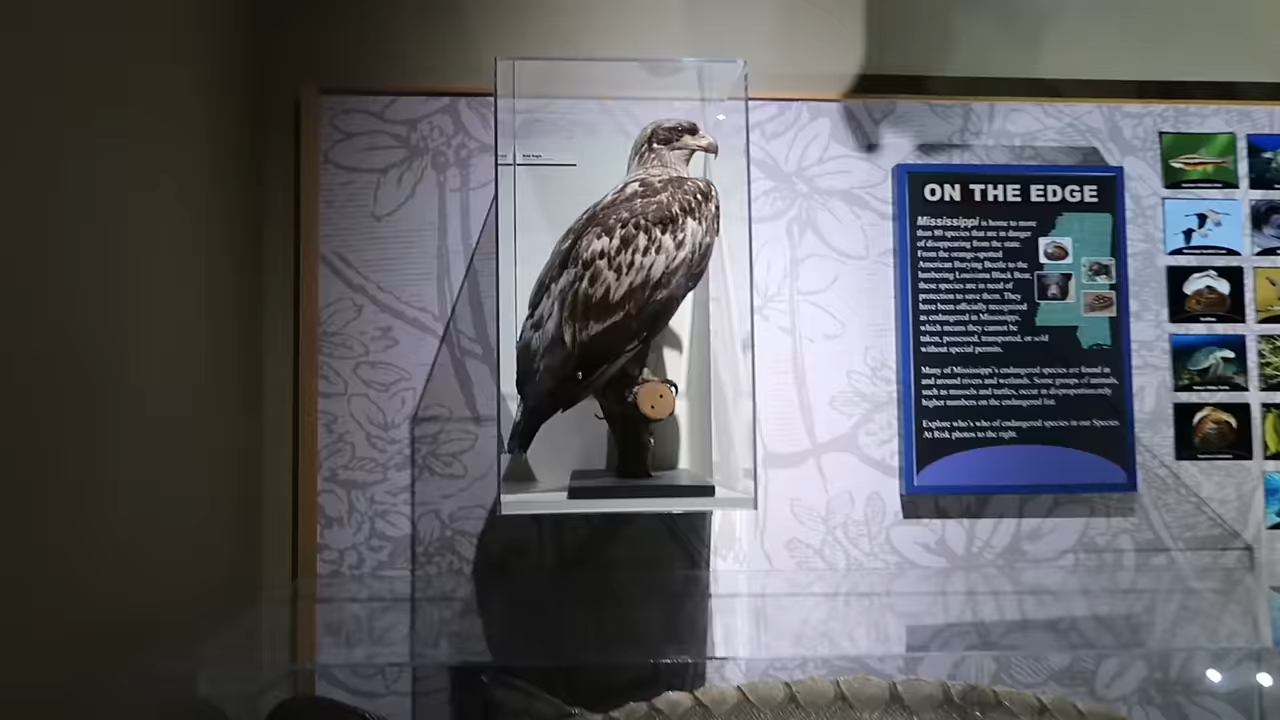 Bald Eagle
ON THE EDGE
Mississippi is home to more
than 80 species that are in danger
of disappearing from the state.
From the orange-spotted
American Burying Beetle to the
lumbering Louisiana Black Bear,
these species are in need of
protection to save them. They
have been officially recognized
as endangered in Mississippi,
which means they cannot be
taken, possessed, transported, or sold
without special permits.
Many of Mississippi's endangered species are found in
and around rivers and wetlands. Some groups of animals,
such as mussels and turtles, occur in disproportionately
higher numbers on the endangered list.
Explore who's who of endangered species in our Species
At Risk photos to the right.